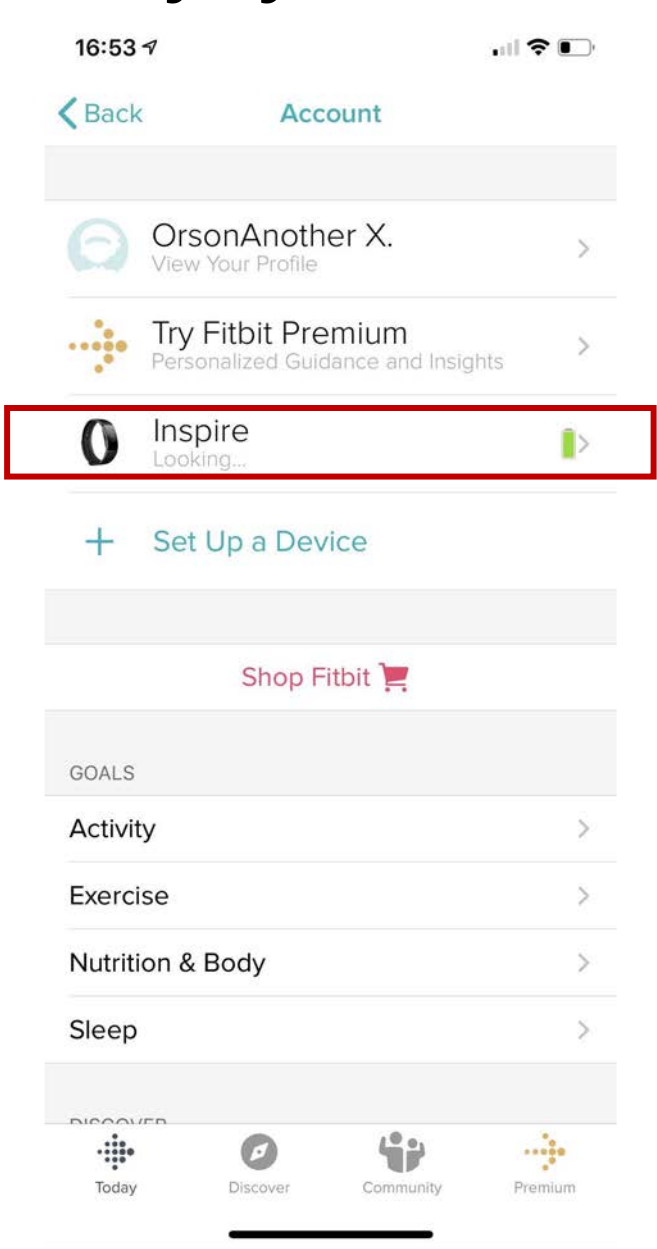 16:53
Back
Account
OrsonAnother X.
View Your Profile
Try Fitbit Premium
Personalized Guidance and Insights
Inspire
Looking...
+ Set Up a Device
Shop Fitbit
GOALS
Activity
Exercise
Nutrition & Body
Sleep
DISCOVER
Today
Discover
Community
Premium